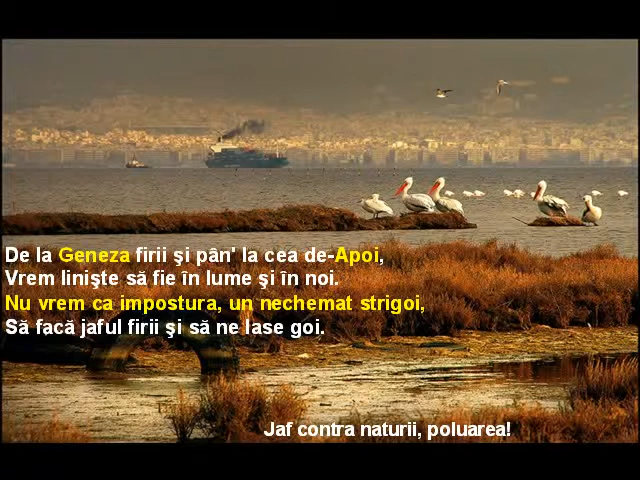 De la Geneza firii şi pân' la cea de-Apoi,
Vrem linişte să fie în lume şi în noi.
Nu vrem ca impostura, un nechemat strigoi,
Să facă jaful firii şi să ne lase goi.
Jaf contra naturii, poluarea!